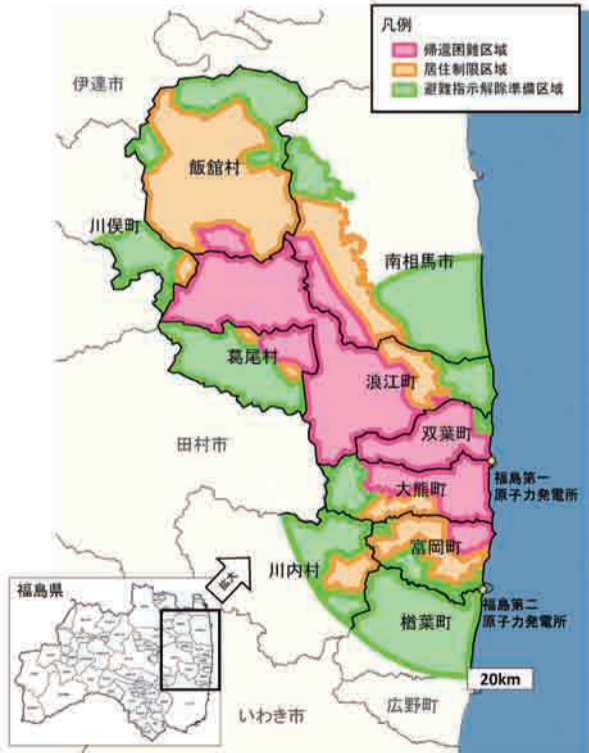 凡例
帰還困難区域
居住制限区域
避難指示解除準備区域
伊達市
飯舘村
川俣町
南相馬市
葛尾村
浪江町
双葉町
田村市
大熊町
福島第一
原子力発電所
富岡町
川内村
拡大
福島県
福島第二
原子力発電所
楢葉町
20km
広野町
いわき市